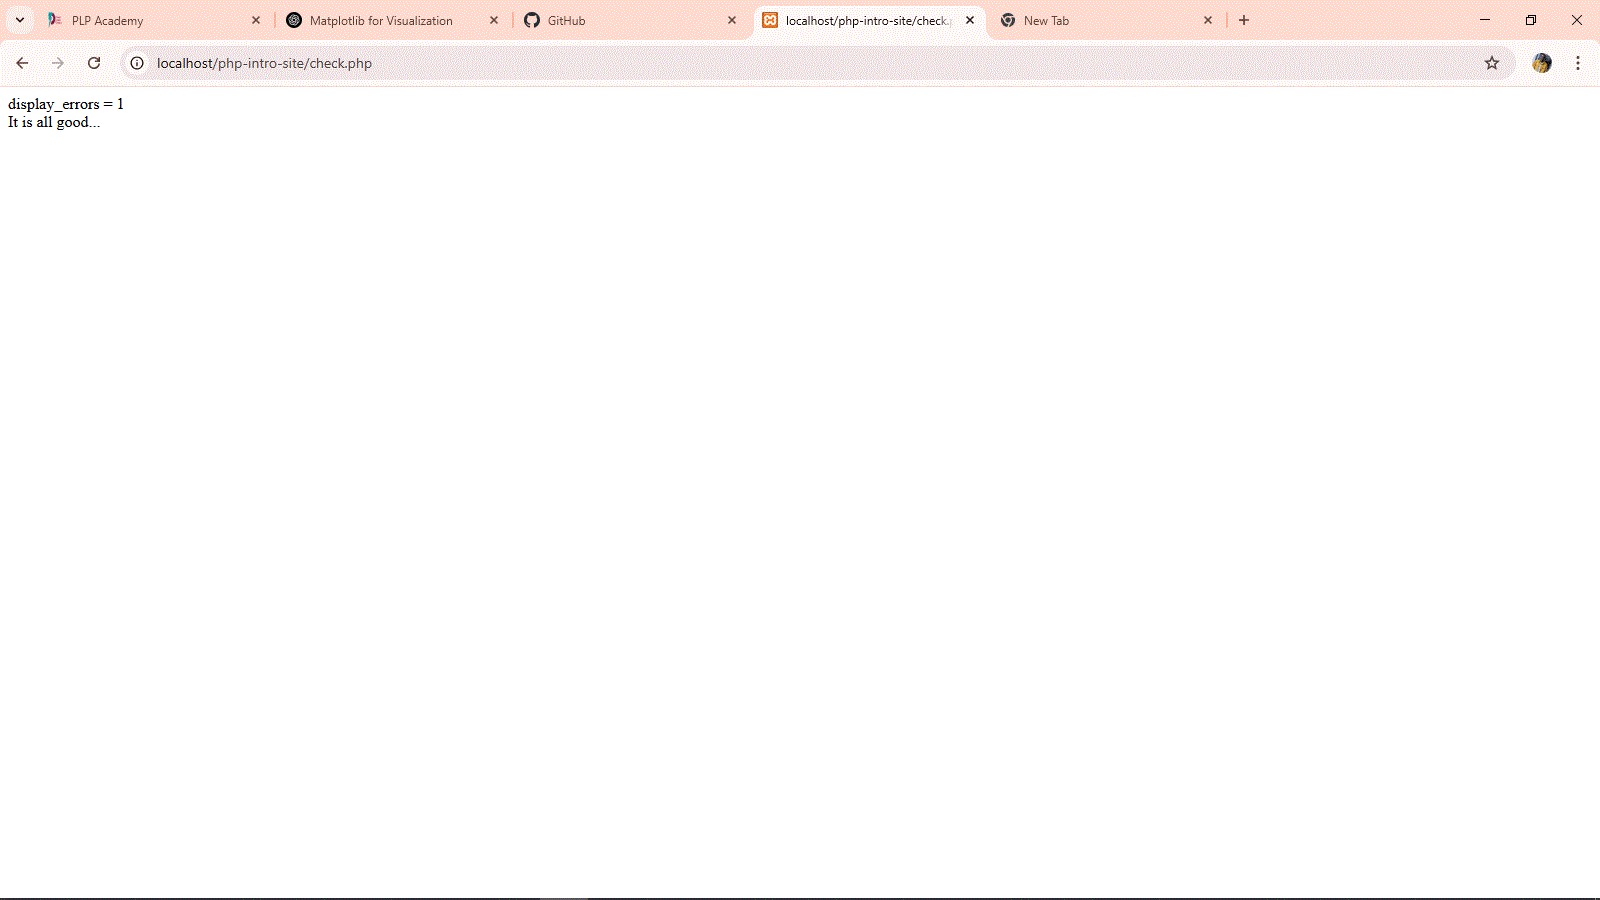 PLP Academy
Matplotlib for Visualization
GitHub
localhost/php-intro-site/check.
New Tab
localhost/php-intro-site/check.php
display_errors = 1
It is all good...